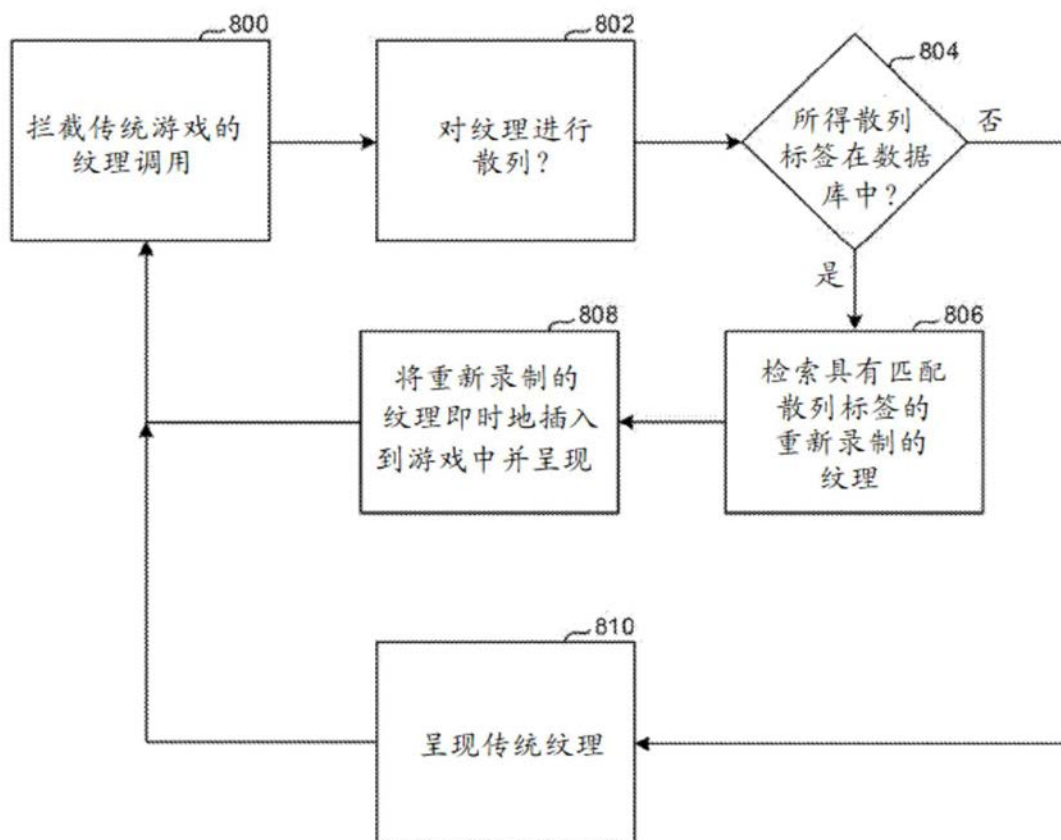 800
拦截传统游戏的
纹理调用
802
对纹理进行
散列？
804
所得散列
标签在数据
库中？
否
是
806
检索具有匹配
散列标签的
重新录制的
纹理
808
将重新录制的
纹理即时地插入
到游戏中并呈现
810
呈现传统纹理